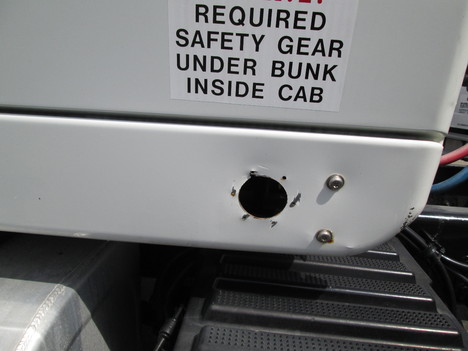 REQUIRED
SAFETY GEAR
UNDER BUNK
INSIDE CAB